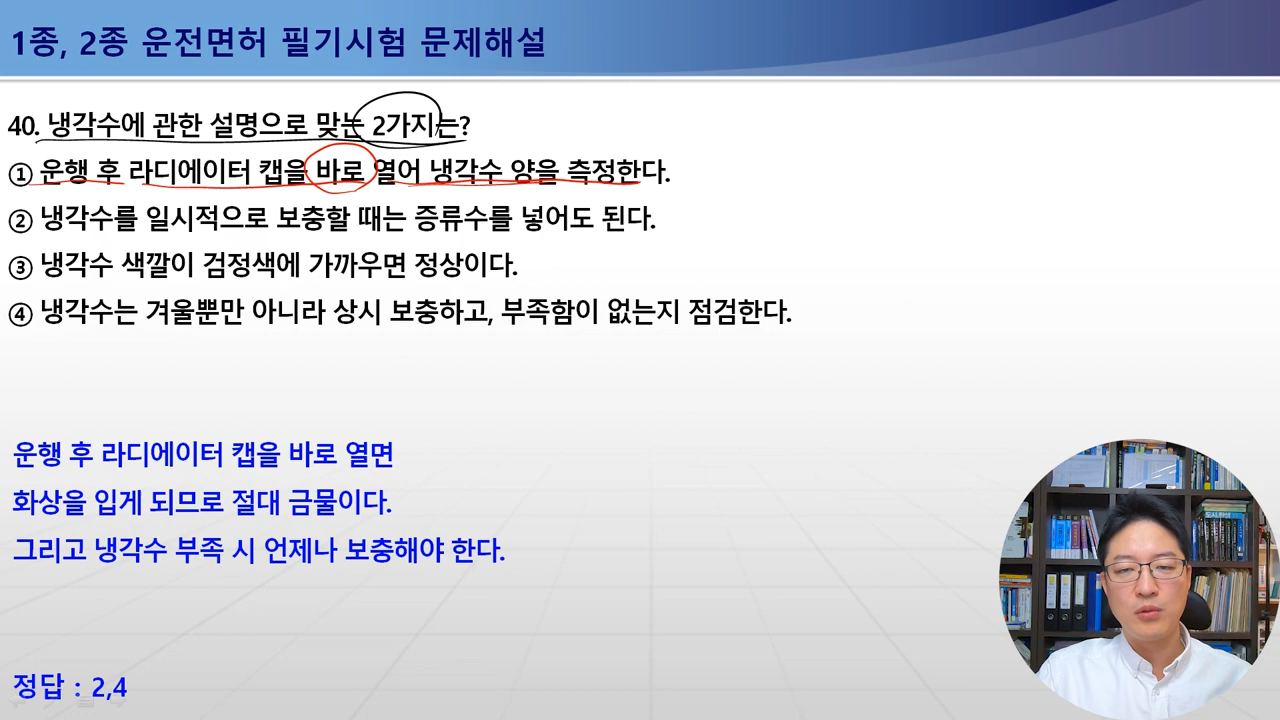 1종, 2종 운전면허 필기시험 문제해설
40. 냉각수에 관한 설명으로 맞는 2가지는?
① 운행 후 라디에이터 캡을 바로 열어 냉각수 양을 측정한다.
② 냉각수를 일시적으로 보충할 때는 증류수를 넣어도 된다.
③ 냉각수 색깔이 검정색에 가까우면 정상이다.
④ 냉각수는 겨울뿐만 아니라 상시 보충하고, 부족함이 없는지 점검한다.
운행 후 라디에이터 캡을 바로 열면
화상을 입게 되므로 절대 금물이다.
그리고 냉각수 부족 시 언제나 보충해야 한다.
정답 : 2,4